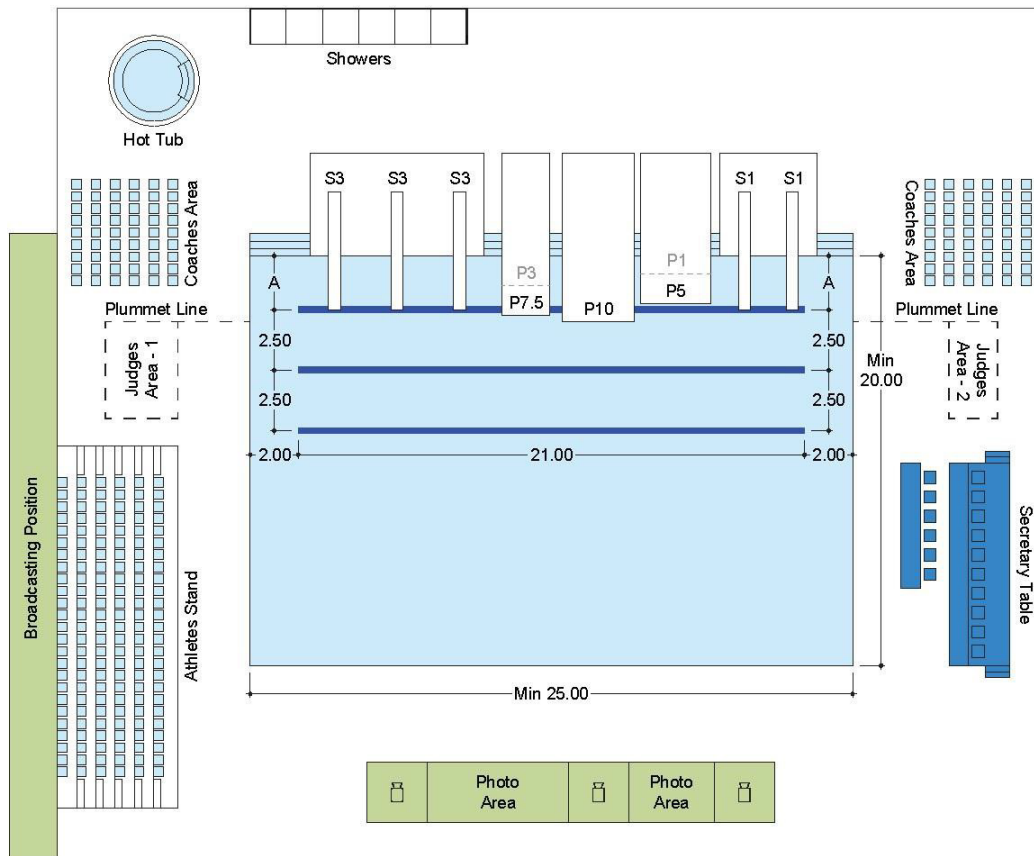 Showers
Hot Tub
S3
S3
S3
S1
S1
Coaches Area
Coaches Area
P3
P7.5
P10
P1
P5
A
A
Plummet Line
Plummet Line
Judges
Area - 1
Judges
Area - 2
2.50
2.50
2.50
2.50
Min
20.00
2.00
21.00
2.00
Broadcasting Position
Athletes Stand
Secretary Table
Min 25.00
Photo
Area
Photo
Area